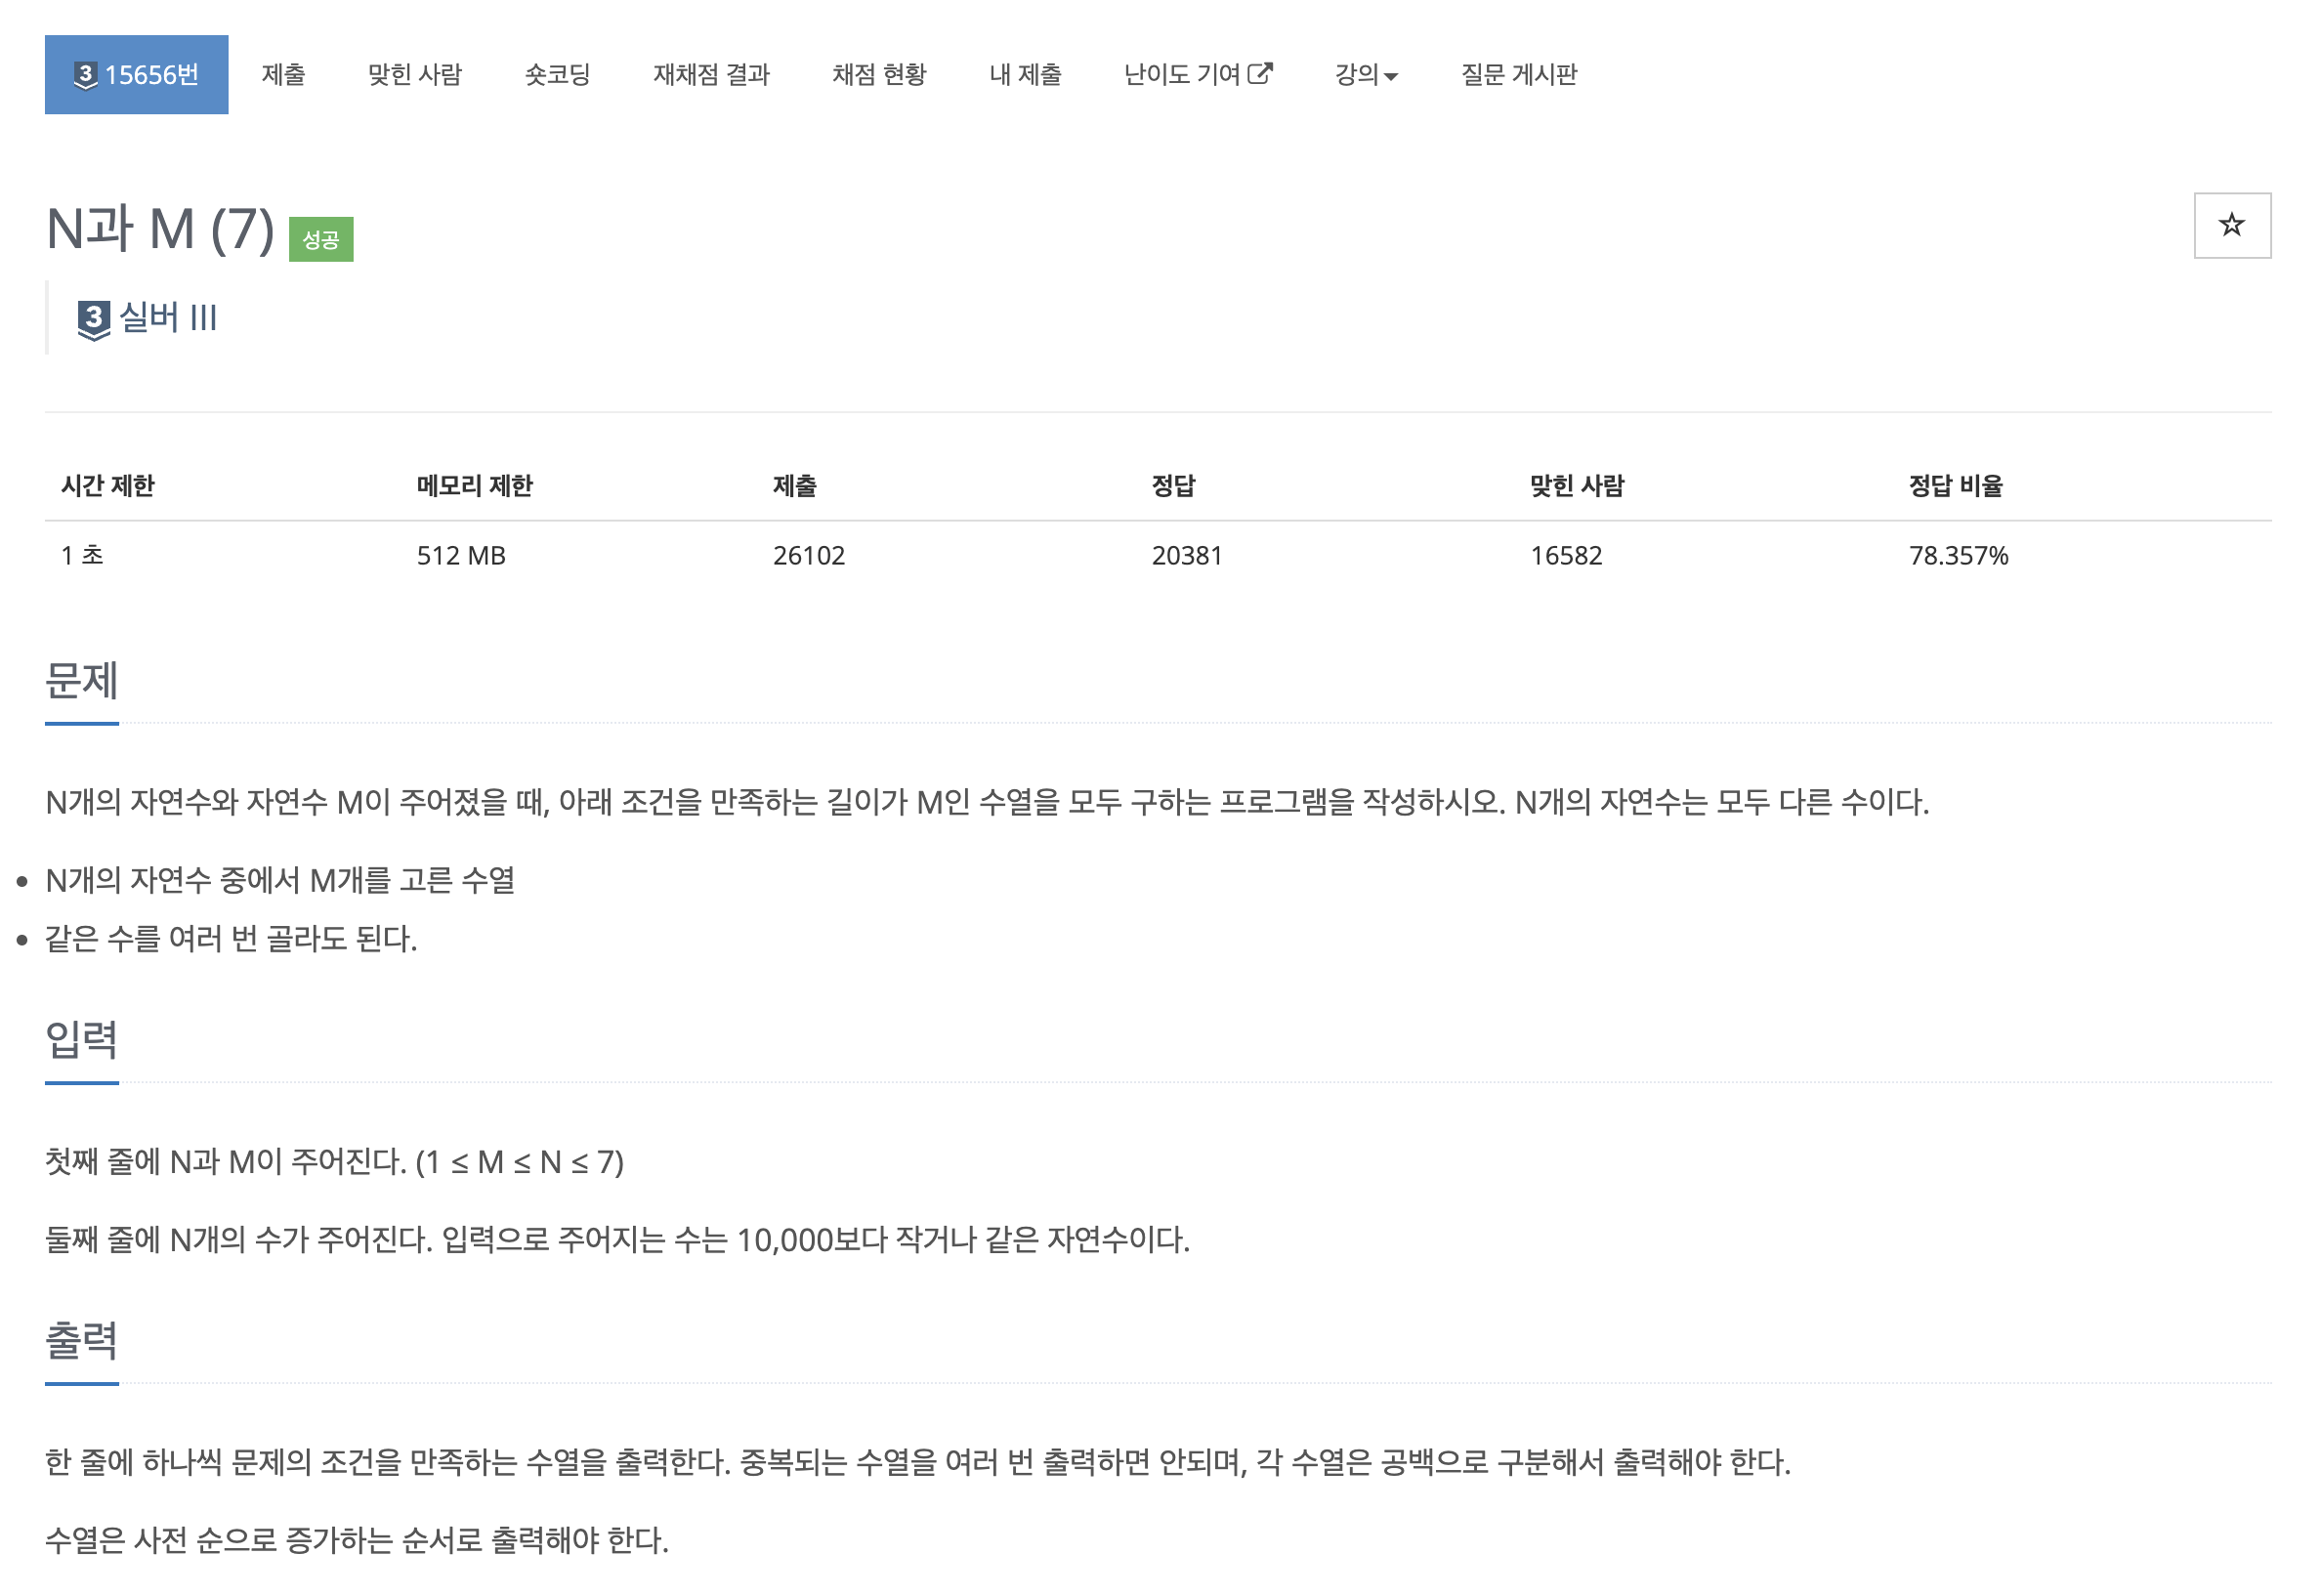 3 15656번 제출 맞힌 사람 숏코딩 재채점 결과 채점 현황 내 제출 난이도 기여 강의 질문 게시판
N과 M (7) 성공
3 실버 III
시간 제한 메모리 제한 제출 정답 맞힌 사람 정답 비율
1 초 512 MB 26102 20381 16582 78.357%
문제
N개의 자연수와 자연수 M이 주어졌을 때, 아래 조건을 만족하는 길이가 M인 수열을 모두 구하는 프로그램을 작성하시오. N개의 자연수는 모두 다른 수이다.
• N개의 자연수 중에서 M개를 고른 수열
• 같은 수를 여러 번 골라도 된다.
입력
첫째 줄에 N과 M이 주어진다. (1 ≤ M ≤ N ≤ 7)
둘째 줄에 N개의 수가 주어진다. 입력으로 주어지는 수는 10,000보다 작거나 같은 자연수이다.
출력
한 줄에 하나씩 문제의 조건을 만족하는 수열을 출력한다. 중복되는 수열을 여러 번 출력하면 안되며, 각 수열은 공백으로 구분해서 출력해야 한다.
수열은 사전 순으로 증가하는 순서로 출력해야 한다.